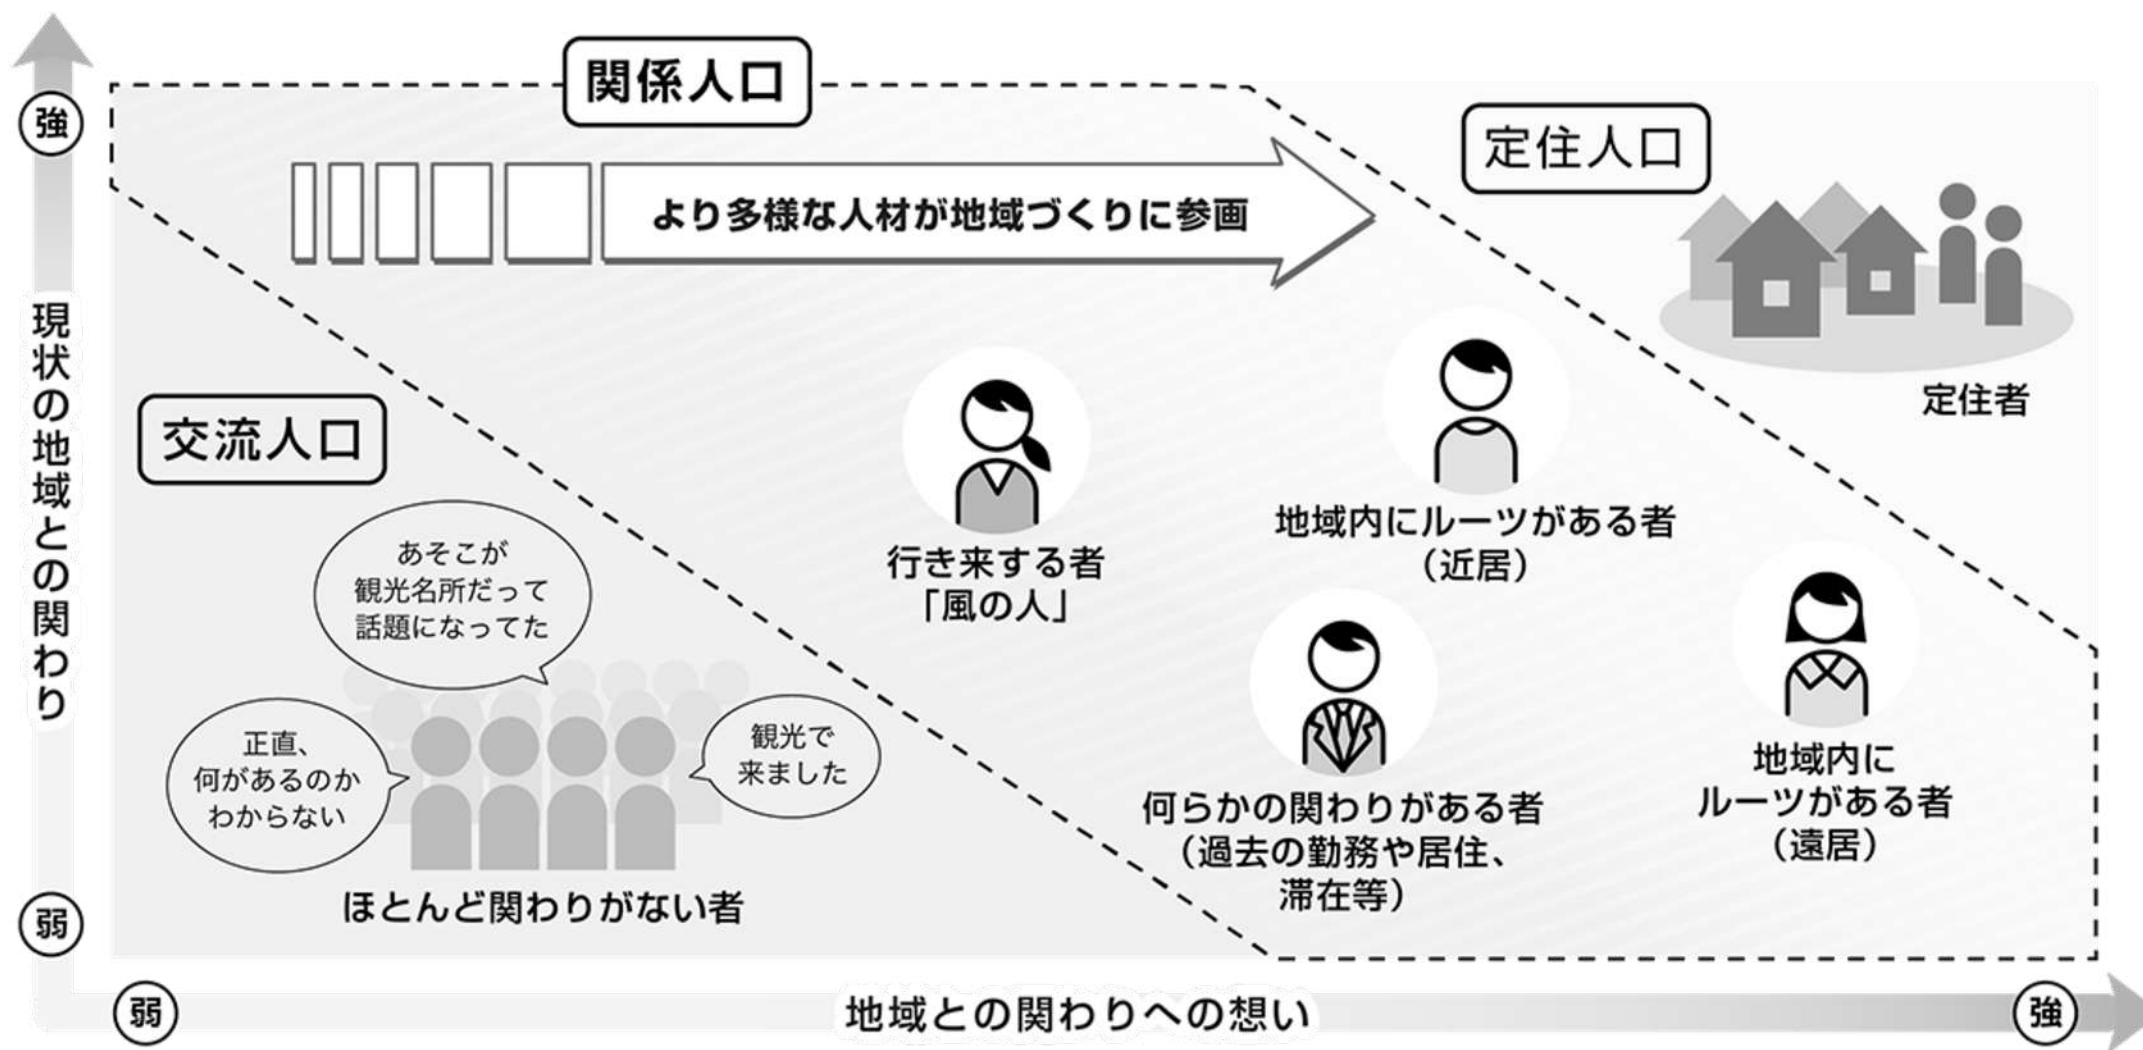 関係人口
強
定住人口
より多様な人材が地域づくりに参画
定住者
現状の地域との関わり
交流人口
あそこが
観光名所だって
話題になってた
行き来する者
「風の人」
地域内にルーツがある者
（近居）
正直、
何があるのか
わからない
観光で
来ました
何らかの関わりがある者
（過去の勤務や居住、
滞在等）
地域内に
ルーツがある者
（遠居）
ほとんど関わりがない者
弱
弱
地域との関わりへの想い
強